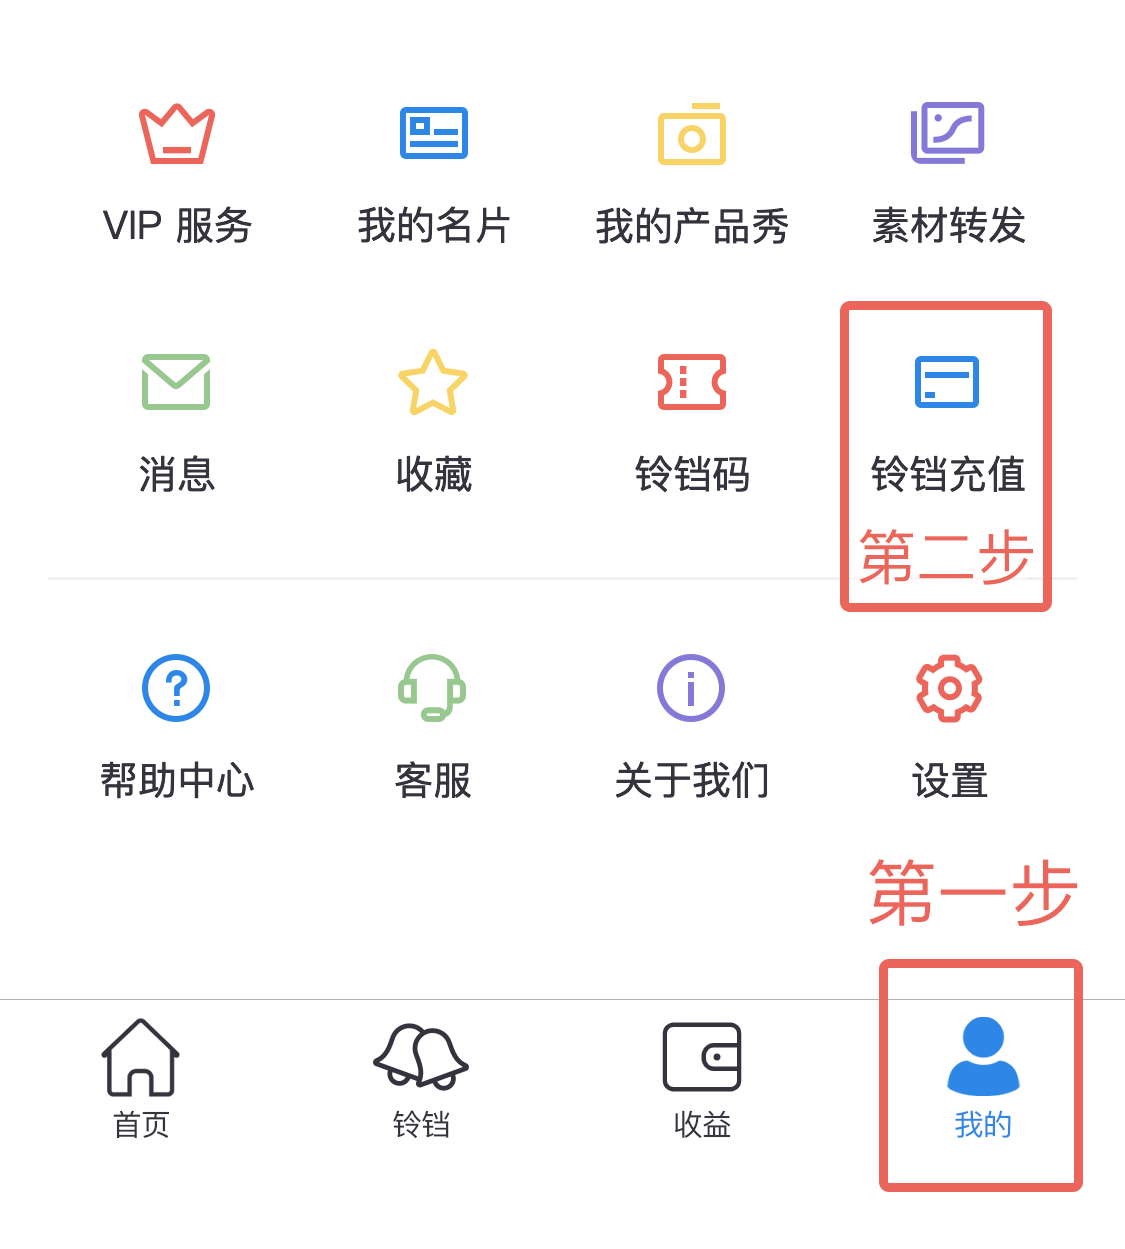 VIP 服务 我的名片 我的产品秀 素材转发
消息 收藏 铃铛码 铃铛充值
第二步
帮助中心 客服 关于我们 设置
第一步
首页 铃铛 收益 我的